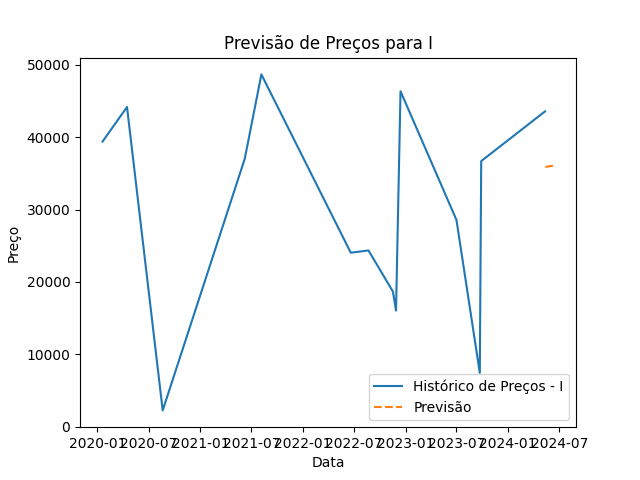 Previsão de Preços para I
Preço
50000
40000
30000
20000
10000
0
2020-01 2020-07 2021-01 2021-07 2022-01 2022-07 2023-01 2023-07 2024-01 2024-07
Data
Histórico de Preços - I
Previsão